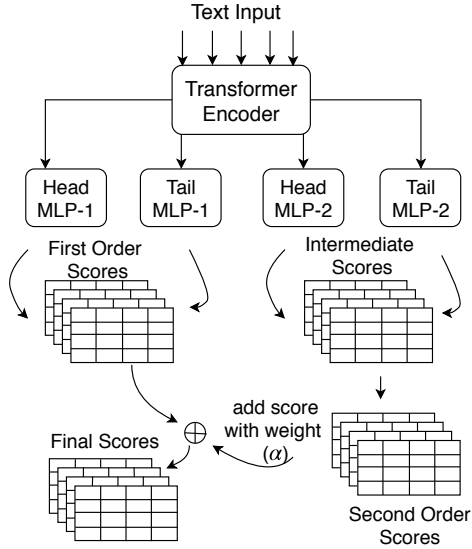 Text Input
Transformer
Encoder
Head
MLP-1
Tail
MLP-1
Head
MLP-2
Tail
MLP-2
First Order
Scores
Intermediate
Scores
add score
with weight
(α)
Final Scores
Second Order
Scores